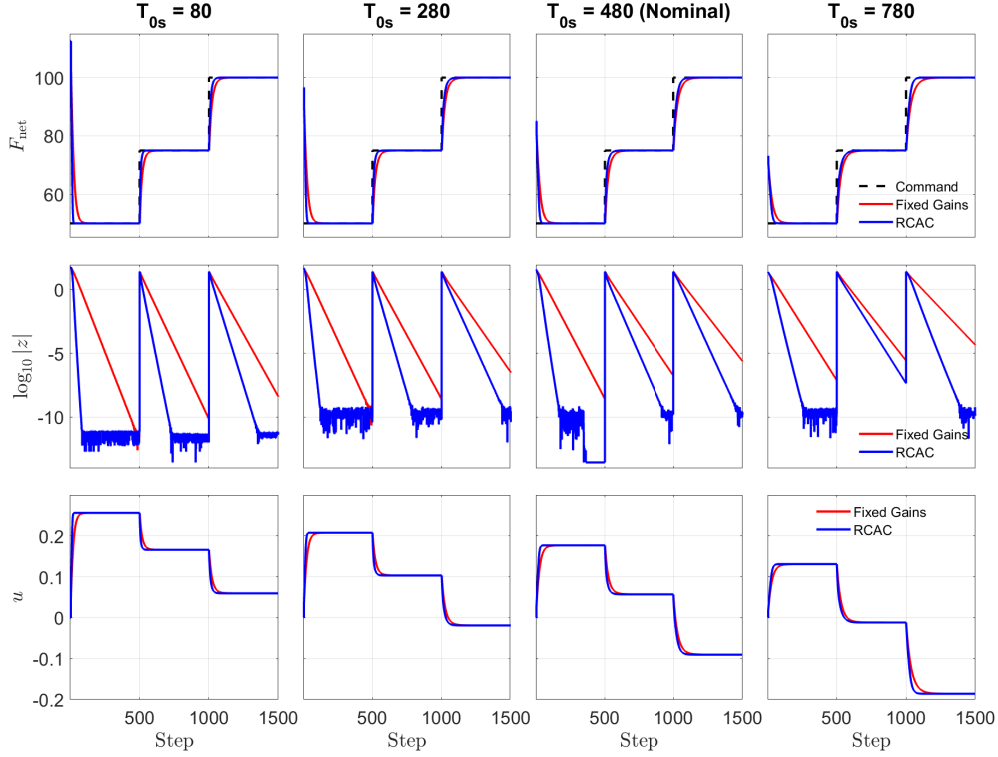 T0s = 80
T0s = 280
T0s = 480 (Nominal)
T0s = 780
Fnet
100
80
60
Command
Fixed Gains
RCAC
log10 |z|
0
-5
-10
Fixed Gains
RCAC
u
0.2
0.1
0
-0.1
-0.2
Fixed Gains
RCAC
500 1000 1500
500 1000 1500
500 1000 1500
500 1000 1500
Step
Step
Step
Step